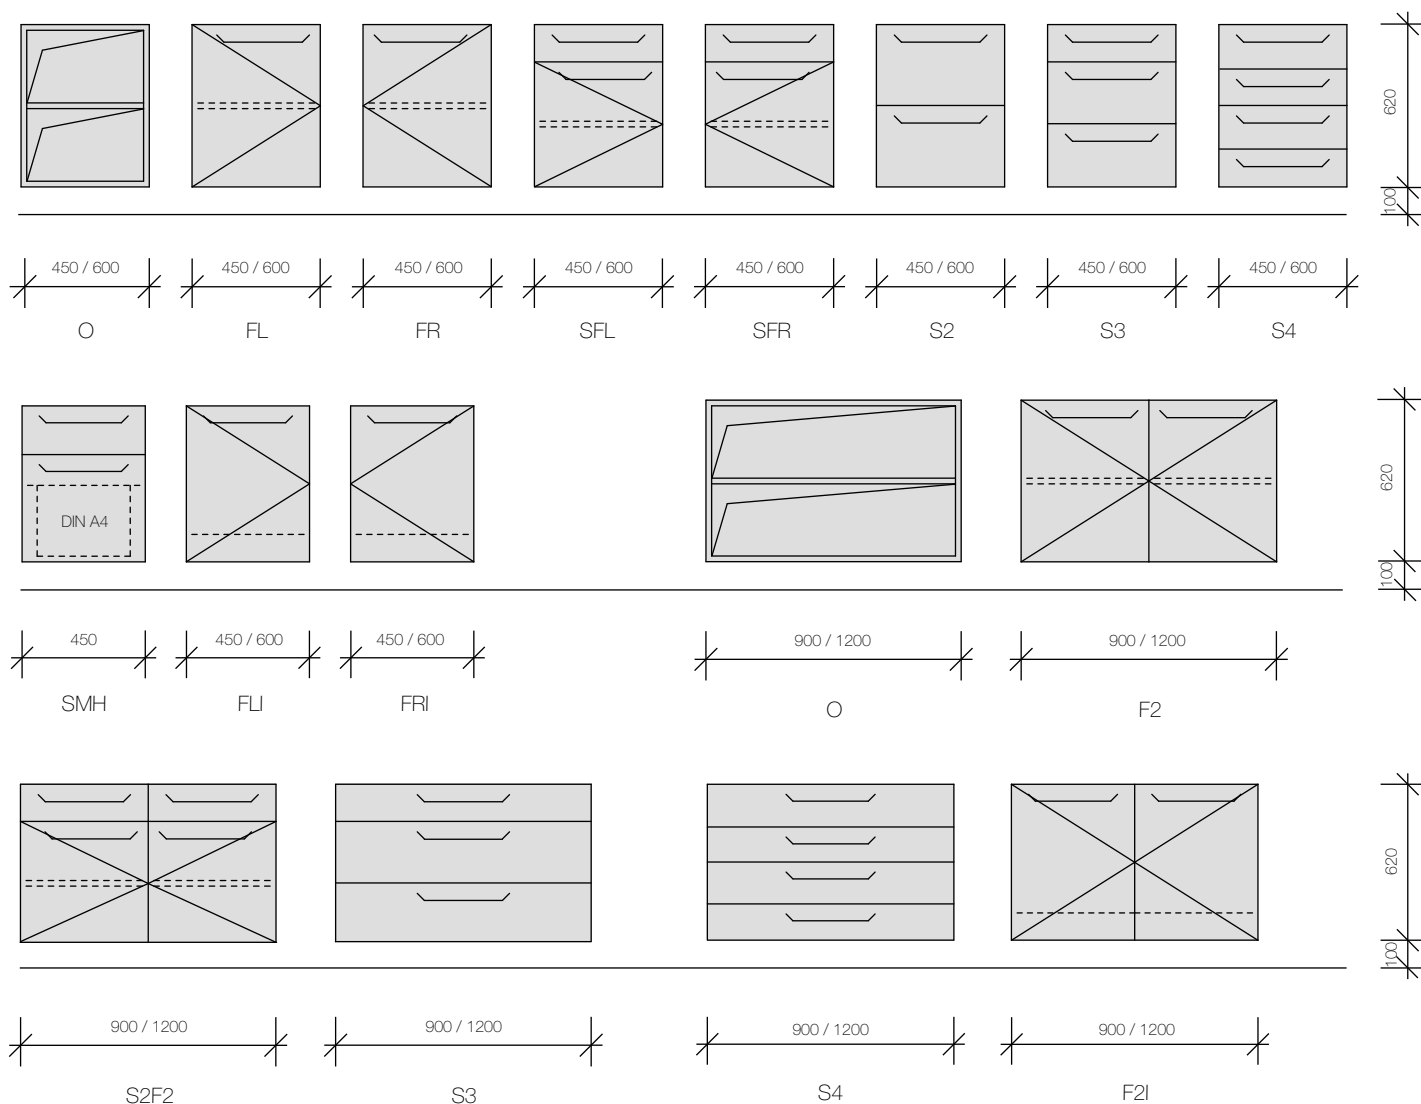 620
100
450 / 600 450 / 600 450 / 600 450 / 600 450 / 600 450 / 600 450 / 600 450 / 600
O FL FR SFL SFR S2 S3 S4
DIN A4
620
100
450 450 / 600 450 / 600 900 / 1200 900 / 1200
SMH FLI FRI O F2
620
100
900 / 1200 900 / 1200 900 / 1200 900 / 1200
S2F2 S3 S4 F2I